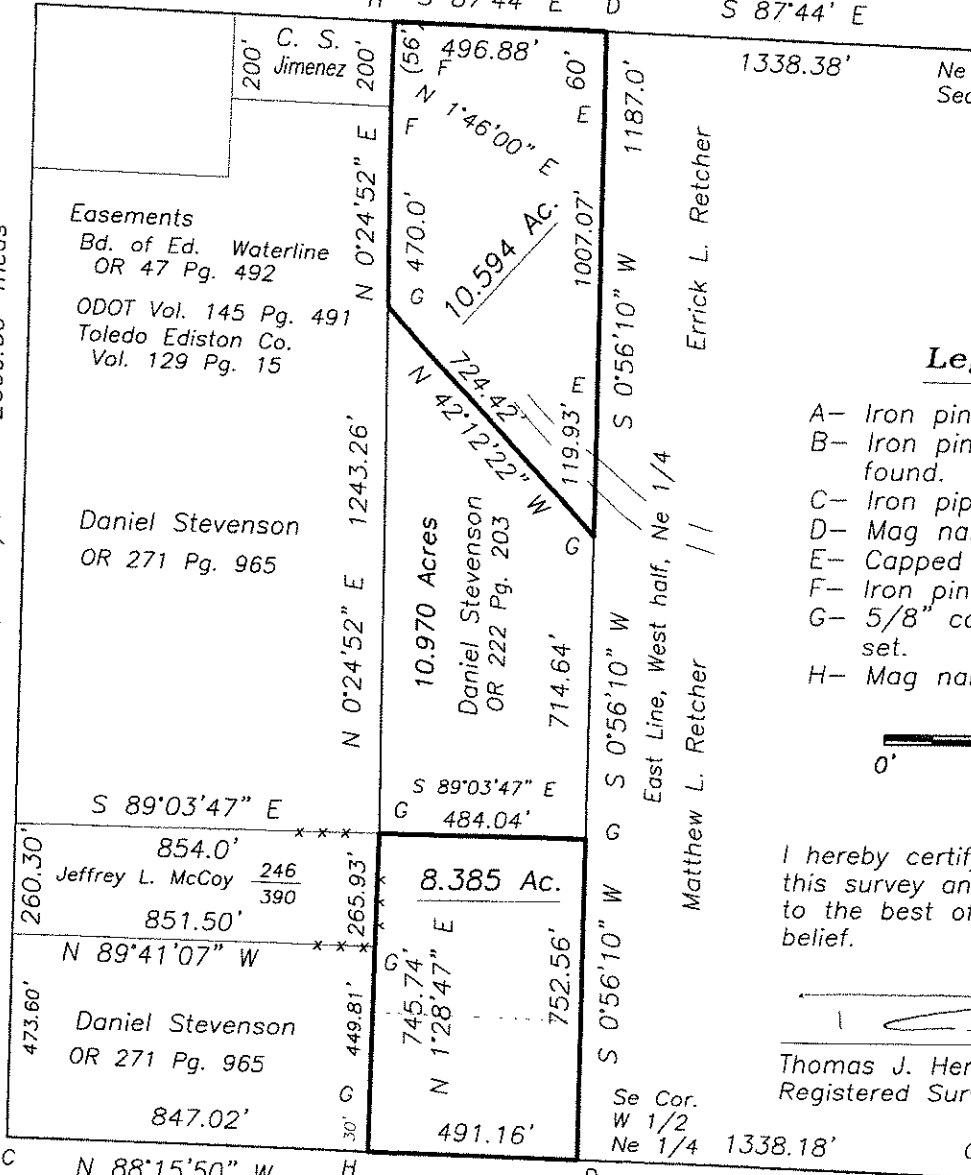 H S 87°44' E D S 87°44' E
C. S.
Jimenez
200'
200'
(56')
F
496.88'
60'
E
1338.38'
Ne
Sec
N 1°46'00" E
F
1187.0'
Easements
Bd. of Ed. Waterline
OR 47 Pg. 492
ODOT Vol. 145 Pg. 491
Toledo Ediston Co.
Vol. 129 Pg. 15
N 0°24'52" E
470.0'
G
10.594 Ac.
1007.07'
S 0°56'10" W
Errick L. Retcher
724.42'
N 42°12'22" W
E
119.93'
G
Daniel Stevenson
OR 271 Pg. 965
N 0°24'52" E 1243.26'
10.970 Acres
Daniel Stevenson
OR 222 Pg. 203
714.64'
S 0°56'10" W
East Line, West half, Ne 1/4
Matthew L. Retcher
//
Leg
A- Iron pin
B- Iron pin
found.
C- Iron pip
D- Mag na
E- Capped
F- Iron pin
G- 5/8" ca
set.
H- Mag na
0'
S 89°03'47" E
G
S 89°03'47" E
484.04'
G
x x x
854.0'
Jeffrey L. McCoy 246
390
851.50'
260.30'
265.93'
x x x
N 89°41'07" W
x
x
x
8.385 Ac.
G
745.74'
N 1°28'47" E
752.56'
S 0°56'10" W
I hereby certif
this survey an
to the best of
belief.
473.60'
Daniel Stevenson
OR 271 Pg. 965
449.81'
847.02'
G
30'
491.16'
Thomas J. Her
Registered Sur
Se Cor.
W 1/2
Ne 1/4 1338.18'
C N 88°15'50" W H